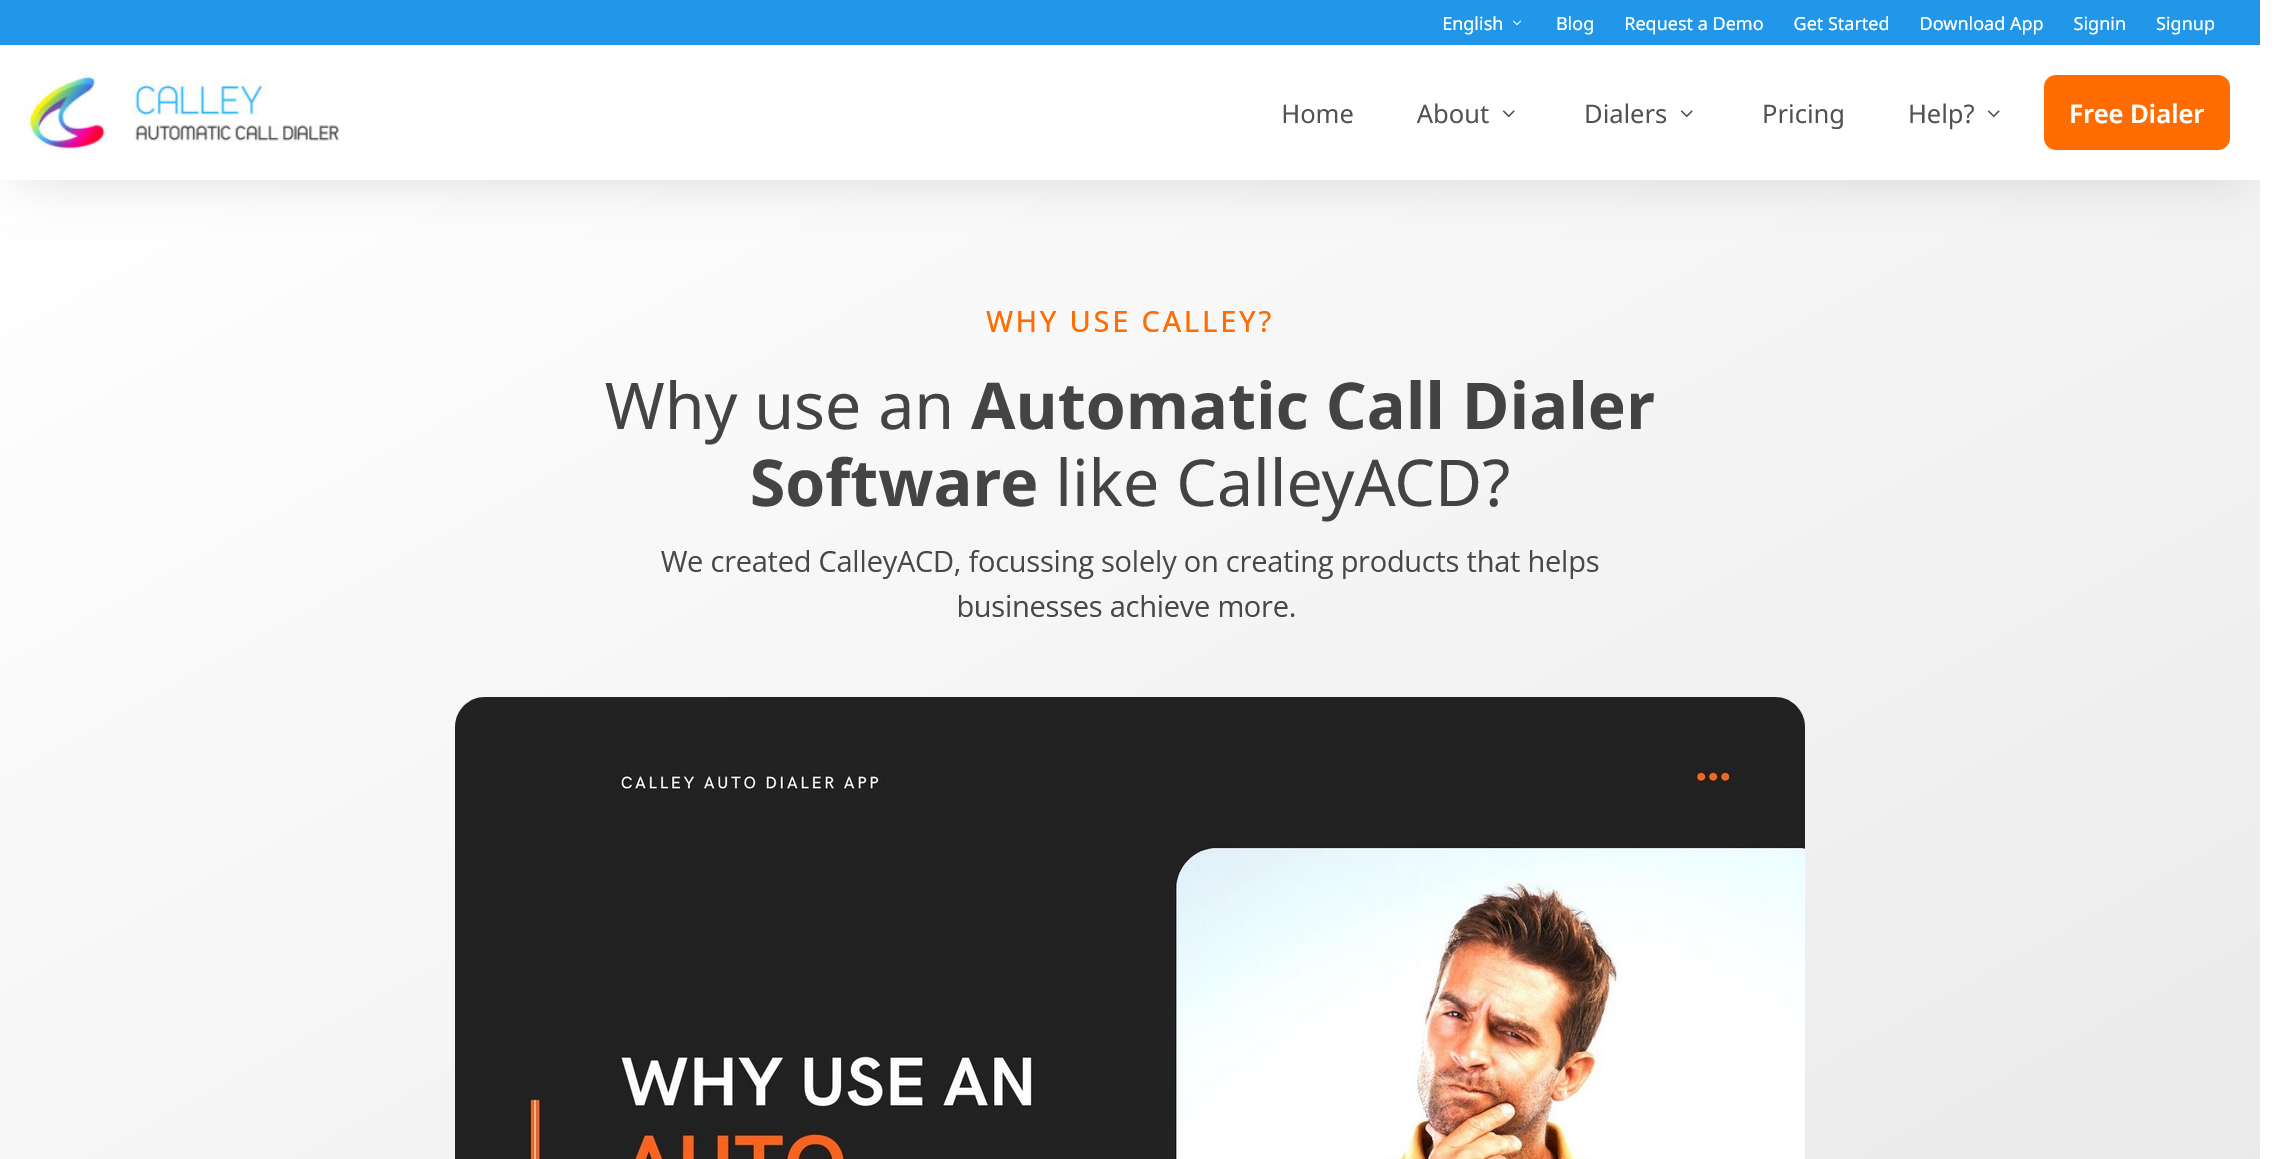 English
Blog
Request a Demo
Get Started
Download App
Signin
Signup
CALLEY
AUTOMATIC CALL DIALER
Home
About
Dialers
Pricing
Help?
Free Dialer
WHY USE CALLEY?
Why use an Automatic Call Dialer
Software like CalleyACD?
We created CalleyACD, focussing solely on creating products that helps
businesses achieve more.
CALLEY AUTO DIALER APP
WHY USE AN
AUTO